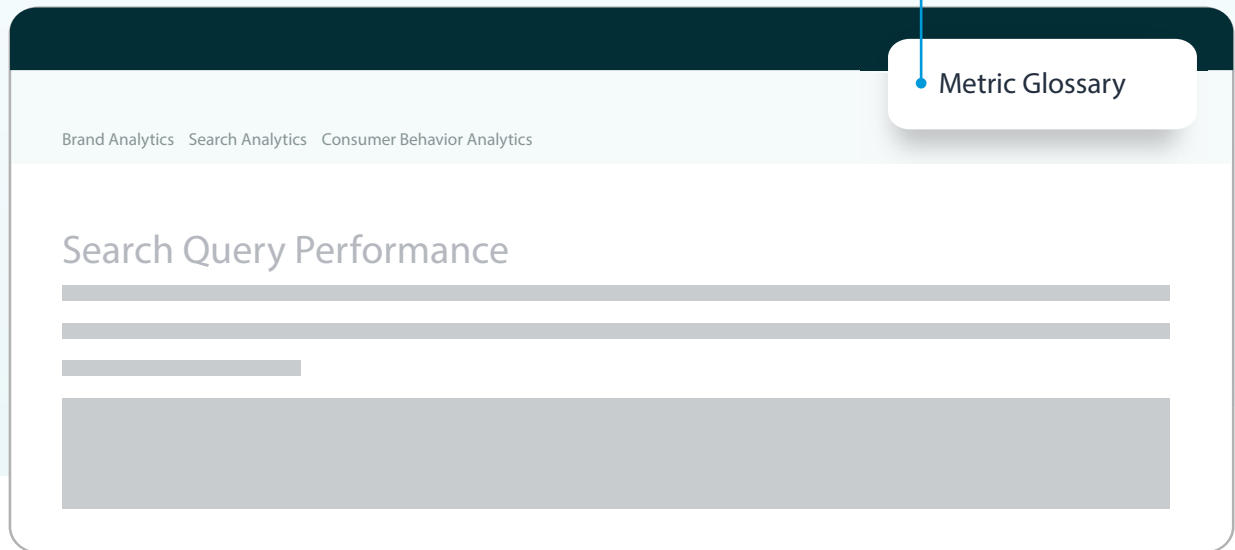 Metric Glossary
Brand Analytics Search Analytics Consumer Behavior Analytics
Search Query Performance